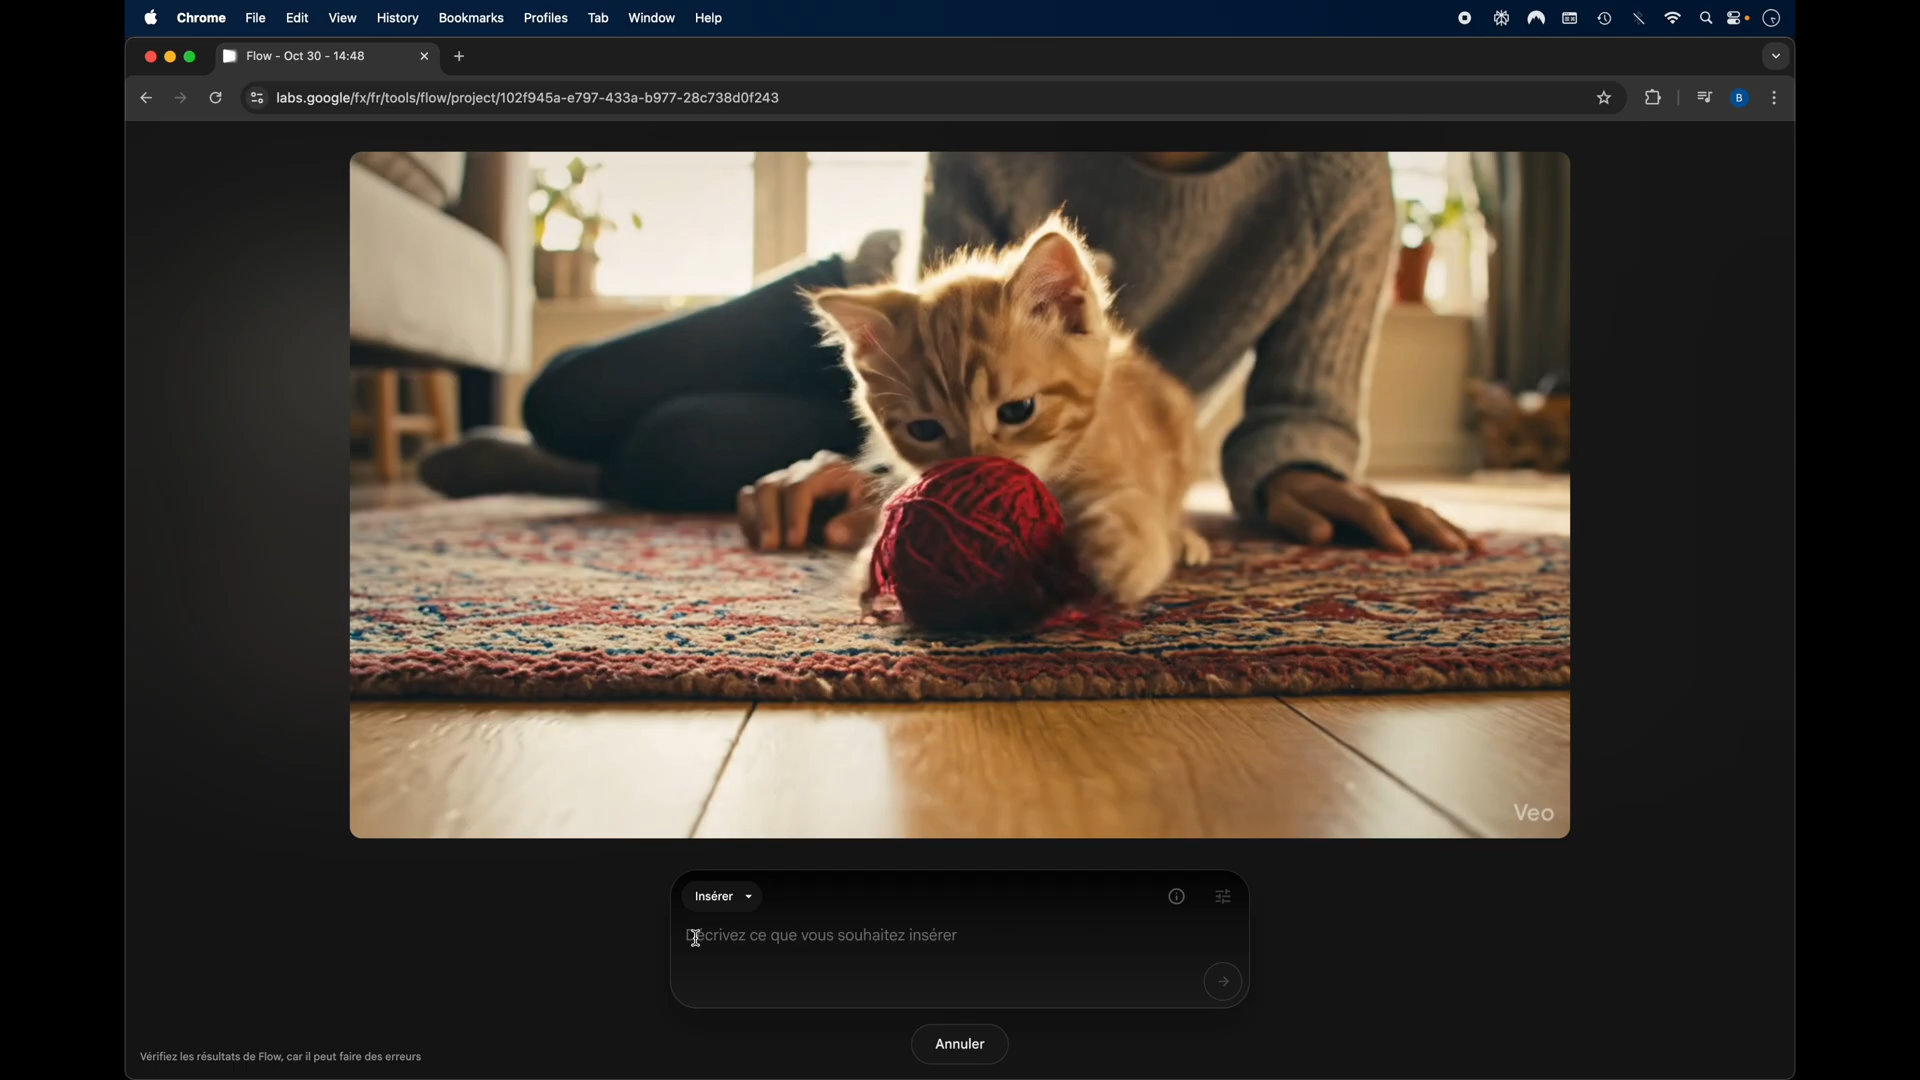 Chrome File Edit View History Bookmarks Profiles Tab Window Help
Flow - Oct 30 - 14:48
labs.google/fx/fr/tools/flow/project/102f945a-e797-433a-b977-28c738d0f243
B
Veo
Insérer
Décrivez ce que vous souhaitez insérer
Annuler
Vérifiez les résultats de Flow, car il peut faire des erreurs